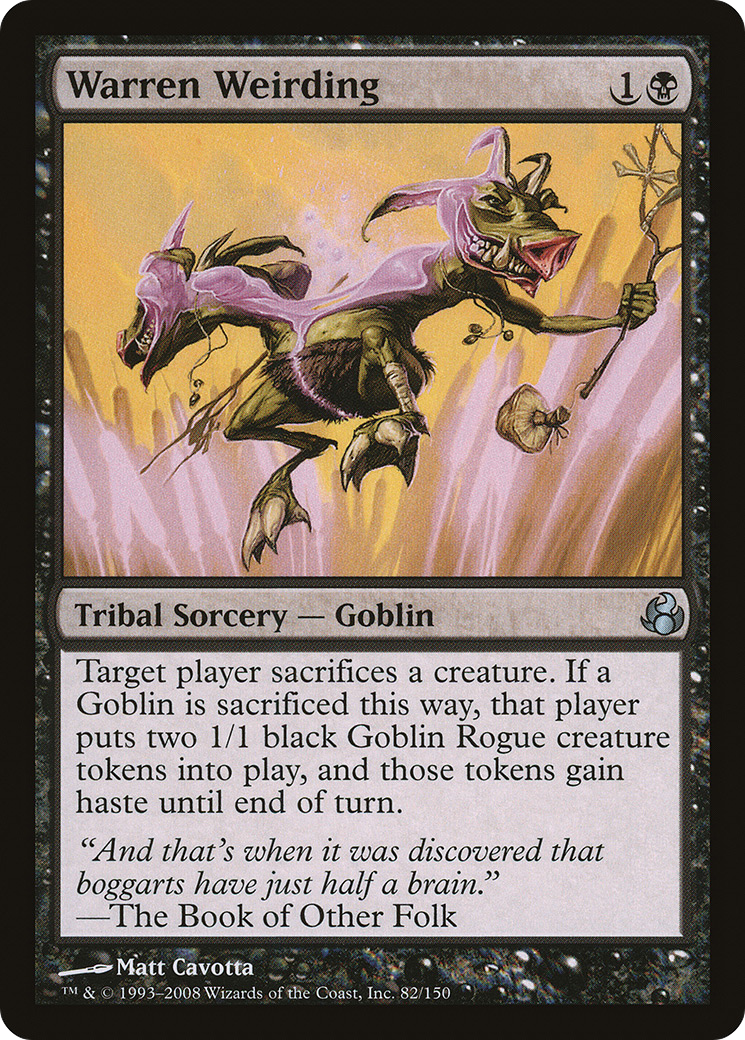 Warren Weirding
1
Tribal Sorcery — Goblin
Target player sacrifices a creature. If a
Goblin is sacrificed this way, that player
puts two 1/1 black Goblin Rogue creature
tokens into play, and those tokens gain
haste until end of turn.
“And that’s when it was discovered that
boggarts have just half a brain.”
—The Book of Other Folk
Matt Cavotta
™ & © 1993–2008 Wizards of the Coast, Inc. 82/150